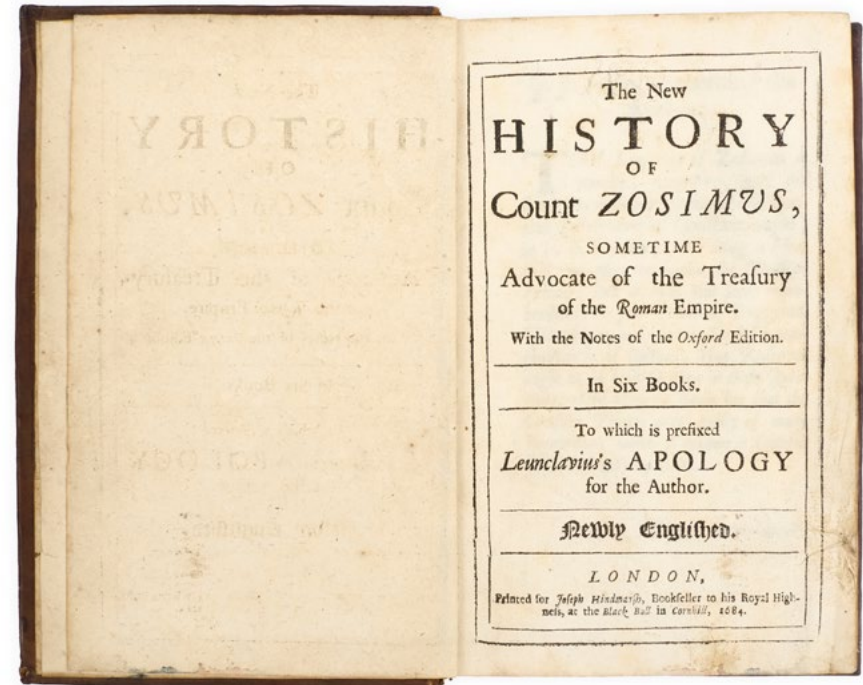 The New
HISTORY
OF
Count ZOSIMVS,
SOMETIME
Advocate of the Treaſury
of the Roman Empire.
With the Notes of the Oxford Edition.
In Six Books.
To which is prefixed
Leunclavius's APOLOGY
for the Author.
Newly Engliſhed.
LONDON,
Printed for Joſeph Hindmarſh, Bookſeller to his Royal High-
neſs, at the Black Ball in Cornhill, 1684.